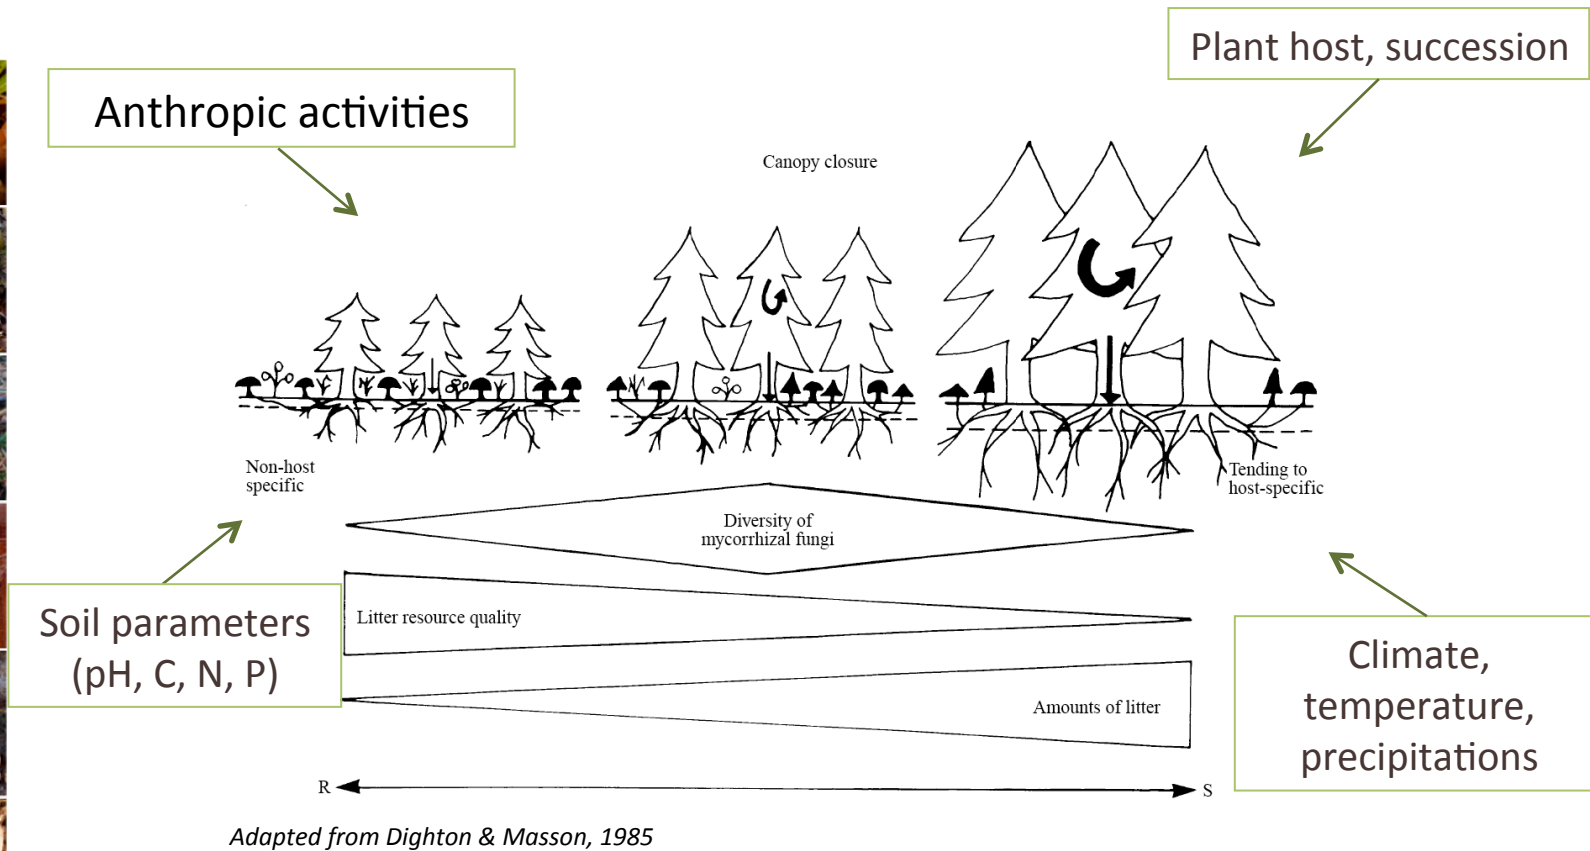 Plant host, succession
Anthropic activities
Canopy closure
Non-host
specific
Tending to
host-specific
Diversity of
mycorrhizal fungi
Litter resource quality
Soil parameters
(pH, C, N, P)
Climate,
temperature,
precipitations
Amounts of litter
R
S
Adapted from Dighton & Masson, 1985